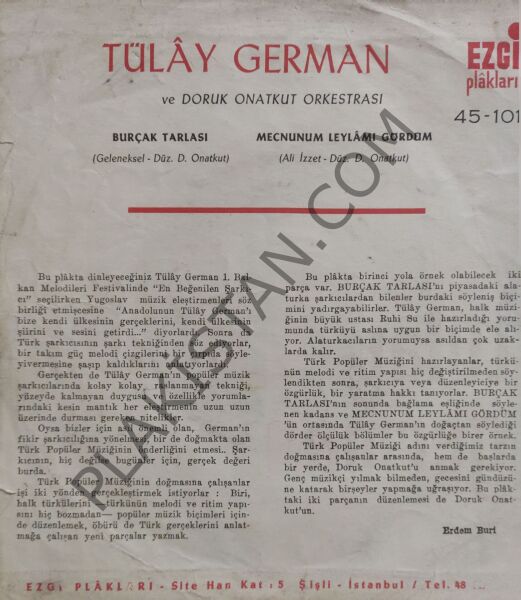 TÜLÂY GERMAN
EZGİ
plâkları
ve DORUK ONATKUT ORKESTRASI
45-101
BURÇAK TARLASI
MECNUNUM LEYLÂMI GÖRDÜM
(Geleneksel - Düz. D. Onatkut)
(Ali İzzet - Düz. D. Onatkut)
Bu plâkta dinleyeceğiniz Tülây German 1. Bal-
kan Melodileri Festivalinde "En Beğenilen Şarkı-
cı" seçilirken Yugoslav müzik eleştirmenleri söz
birliği etmişçesine "Anadolunun Tülây German'ı
bize kendi ülkesinin gerçeklerini, kendi ülkesinin
şiirini ve sesini getirdi..." diyorlardı. Sonra da
Türk şarkıcısının şarkı tekniğinden söz ediyorlar,
bir takım güç melodi çizgilerini bir çırpıda söyle-
yivermesine şaşıp kaldıklarını anlatıyorlardı.
Gerçekten de Tülây German'ın popüler müzik
şarkıcılarında kolay kolay rastlanmayan tekniği,
yüzeyde kalmayan duygusu, özellikle yorumla-
rındaki kesin mantık her eleştirmenin uzun uzun
üzerinde durması gereken nitelikler.
Oysa bizler için asıl önemli olan, German'ın
fikir şarkıcılığına yönelmesi, bir de doğmakta olan
Türk Popüler Müziğinin önderliğini etmesi.. Şar-
kıcının, hiç değilse bizler için, gerçek değeri
burda.
Türk Popüler Müziğinin doğmasına çalışanlar
işi iki yönden gerçekleştirmek istiyorlar : Biri,
halk türkülerini —türkünün melodi ve ritim yapı-
sını hiç bozmadan— popüler müzik biçimleri için-
de düzenlemek, öbürü de Türk gerçeklerini anlat-
mağa çalışan yeni parçalar yazmak.
Bu plâkta birinci yola örnek olabilecek iki
parça var. BURÇAK TARLASI'nı piyasadaki ala-
turka şarkıcılardan bilenler burdaki söyleniş biçi-
mini yadırgayabilirler. Tülây German, halk müzi-
ğinin büyük ustası Ruhi Su ile hazırladığı yoru-
munda türküyü aslına uygun bir biçimde ele alı-
yor. Alaturkacıların yorumuysa asıldan çok uzak-
larda kalır.
Türk Popüler Müziğini hazırlayanlar, türkü-
nün melodi ve ritim yapısı hiç değiştirilmeden söy-
lendikten sonra, şarkıcıya veya düzenleyiciye bir
özgürlük, bir yaratma hakkı tanıyorlar. BURÇAK
TARLASI'nın sonunda bağlama eşliğinde söyle-
nen kadans ve MECNUNUM LEYLÂMI GÖRDÜM
'ün ortasında Tülây German'ın doğaçtan söylediği
dörder ölçülük bölümler bu özgürlüğe birer örnek.
Türk Popüler Müziği adını verdiğimiz tarzın
doğmasına çalışanlar arasında, hem de başlarda
bir yerde, Doruk Onatkut'u anmak gerekiyor.
Genç müzikçi yılmak bilmeden, gecesini gündüzü-
ne katarak birşeyler yapmağa uğraşıyor. Bu plâk-
taki iki parçanın düzenlemesi de Doruk Onat-
kut'un.
Erdem Buri
EZGİ PLÂKLARI - Site Han Kat : 5 Şişli - İstanbul / Tel. 48 ...
PLAKISTAN.COM